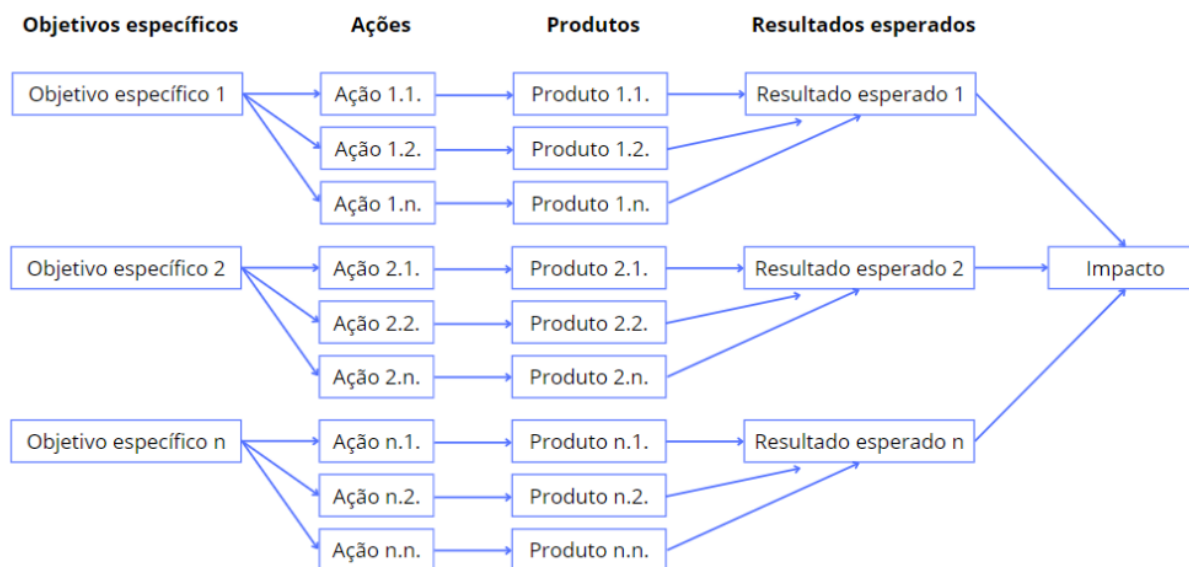 Objetivos específicos Ações Produtos Resultados esperados
Objetivo específico 1 Ação 1.1. Produto 1.1. Resultado esperado 1
Ação 1.2. Produto 1.2.
Ação 1.n. Produto 1.n.
Objetivo específico 2 Ação 2.1. Produto 2.1. Resultado esperado 2 Impacto
Ação 2.2. Produto 2.2.
Ação 2.n. Produto 2.n.
Objetivo específico n Ação n.1. Produto n.1. Resultado esperado n
Ação n.2. Produto n.2.
Ação n.n. Produto n.n.